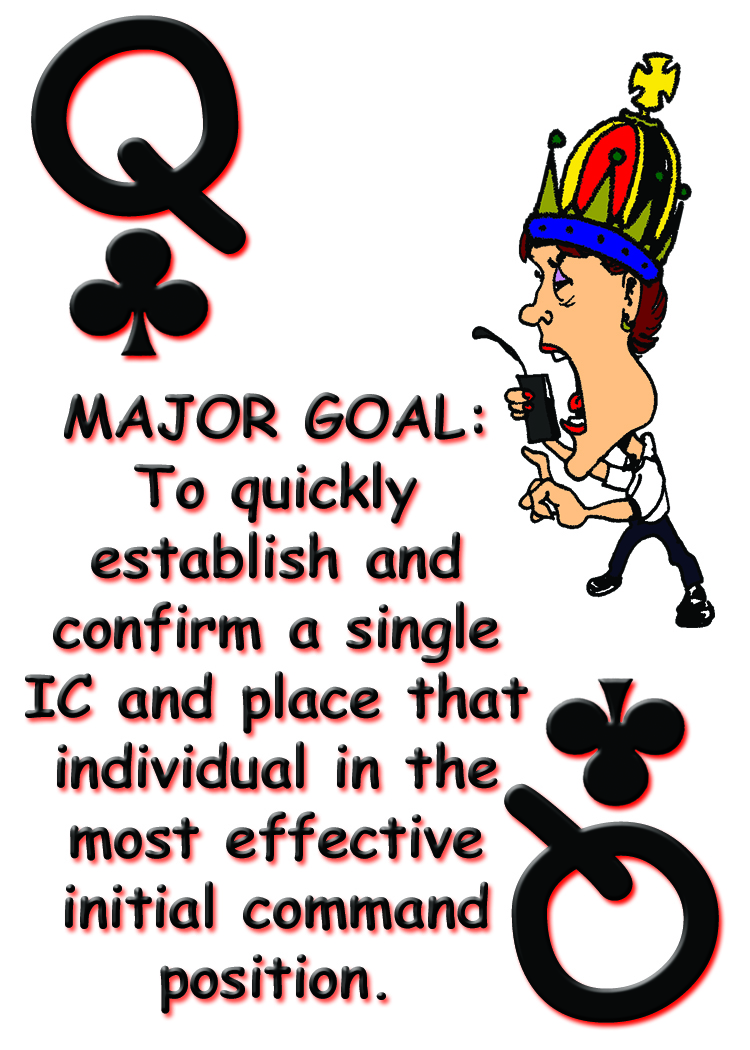 Q
MAJOR GOAL:
To quickly
establish and
confirm a single
IC and place that
individual in the
most effective
initial command
position.
Q